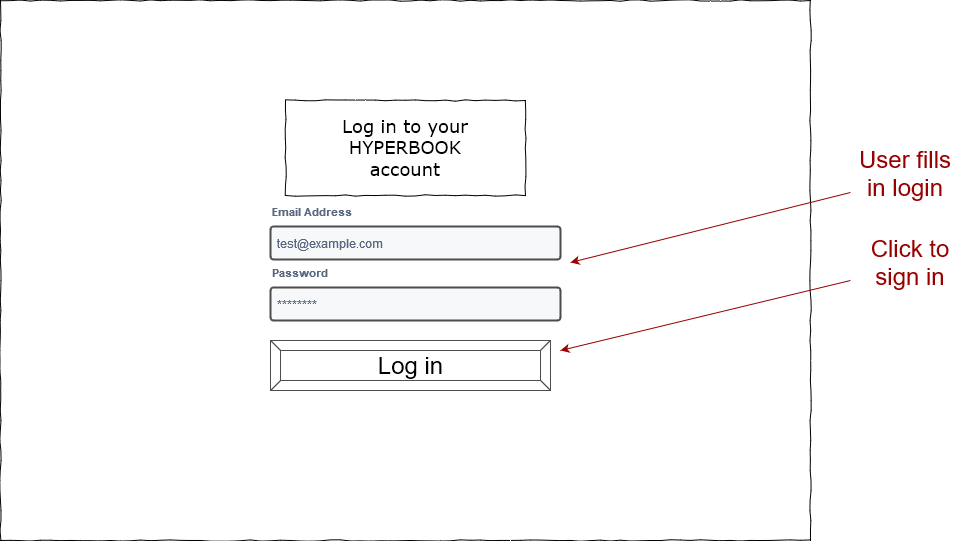 Log in to your
HYPERBOOK
account
Email Address
test@example.com
Password
********
Log in
User fills
in login
Click to
sign in